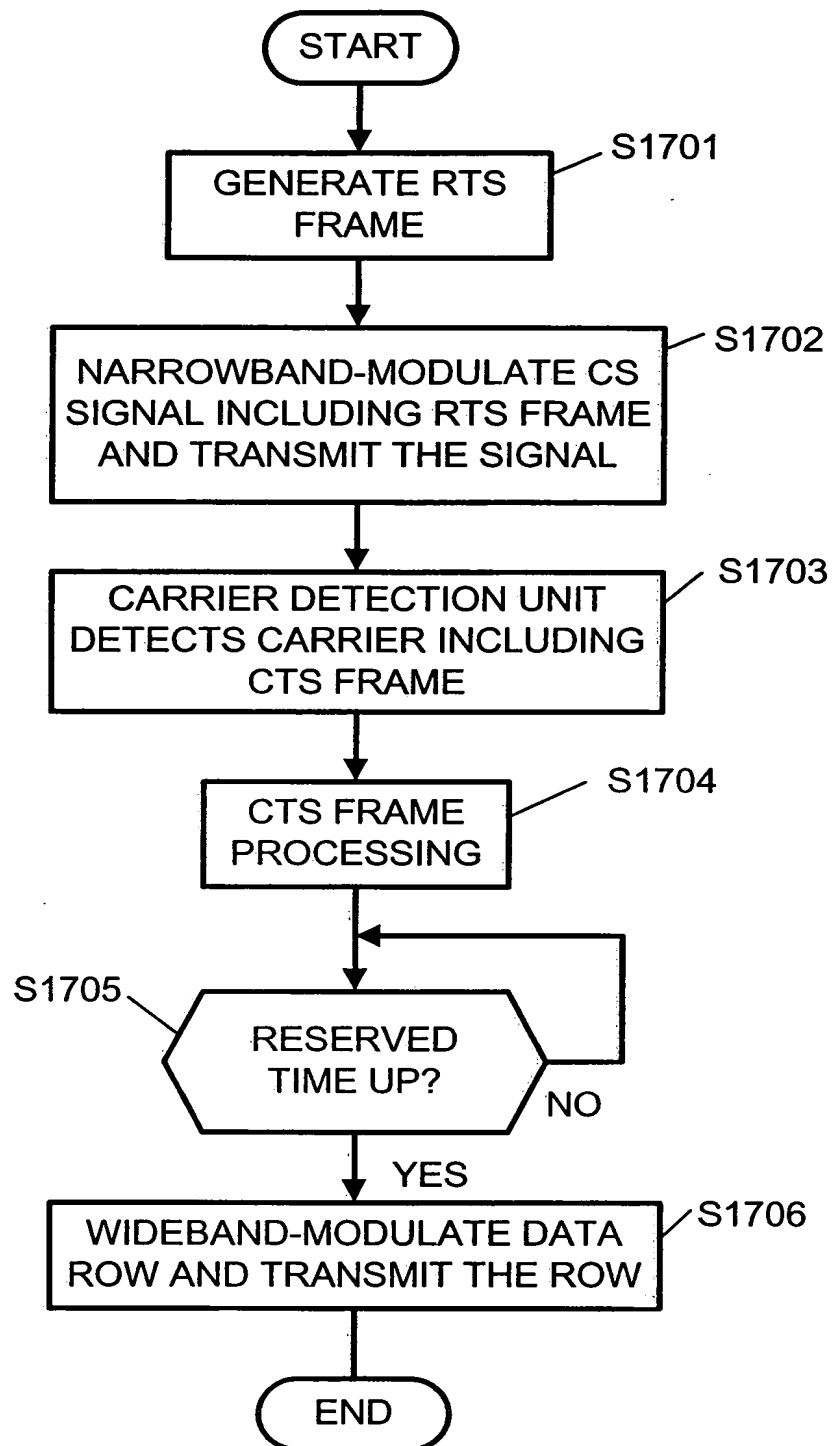 START
S1701
GENERATE RTS
FRAME
S1702
NARROWBAND-MODULATE CS
SIGNAL INCLUDING RTS FRAME
AND TRANSMIT THE SIGNAL
S1703
CARRIER DETECTION UNIT
DETECTS CARRIER INCLUDING
CTS FRAME
S1704
CTS FRAME
PROCESSING
S1705
RESERVED
TIME UP?
NO
YES
S1706
WIDEBAND-MODULATE DATA
ROW AND TRANSMIT THE ROW
END